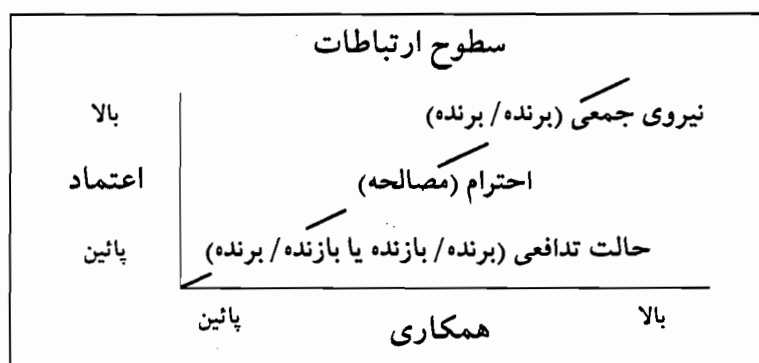 سطوح ارتباطات
نیروی جمعی (برنده/ برنده)
بالا
احترام (مصالحه)
اعتماد
حالت تدافعی (برنده/ بازنده یا بازنده/ برنده)
پائین
بالا
همکاری
پائین